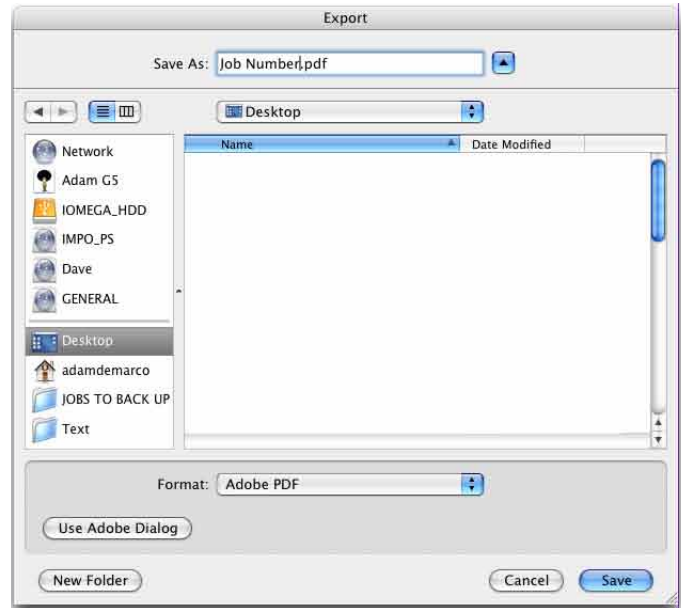 Export
Save As: Job Number.pdf
Desktop
Name Date Modified
Network
Adam G5
IOMEGA_HDD
IMPO_PS
Dave
GENERAL
Desktop
adamdemarco
JOBS TO BACK UP
Text
Format: Adobe PDF
Use Adobe Dialog
New Folder Cancel Save